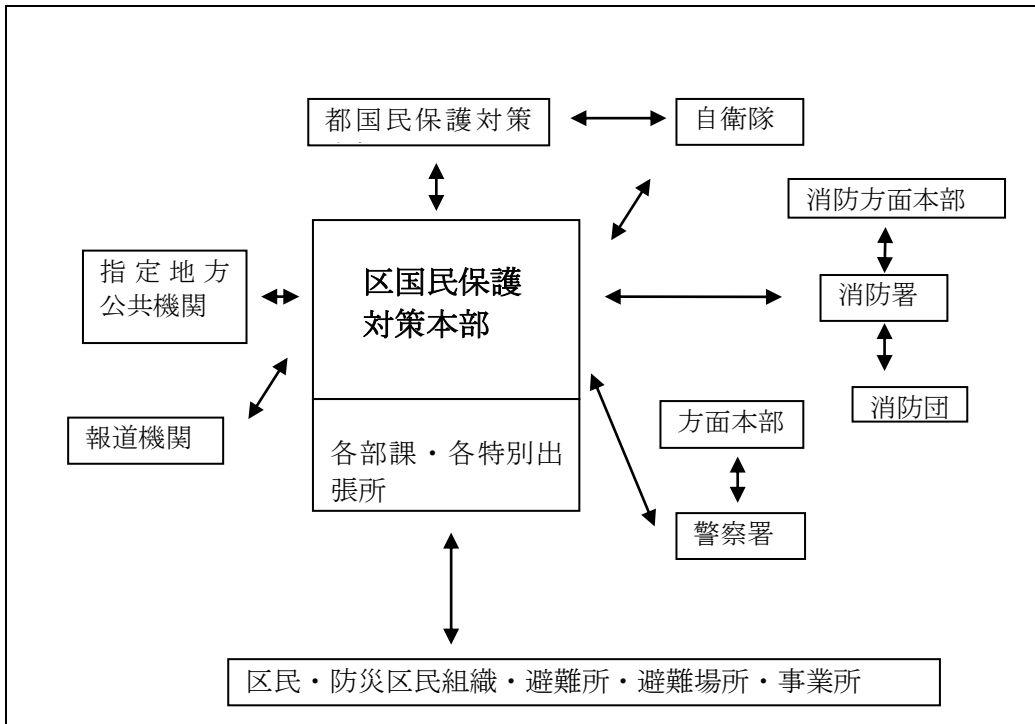 都国民保護対策
自衛隊
消防方面本部
指定地方
公共機関
区国民保護
対策本部
消防署
消防団
報道機関
方面本部
各部課・各特別出
張所
警察署
区民・防災区民組織・避難所・避難場所・事業所